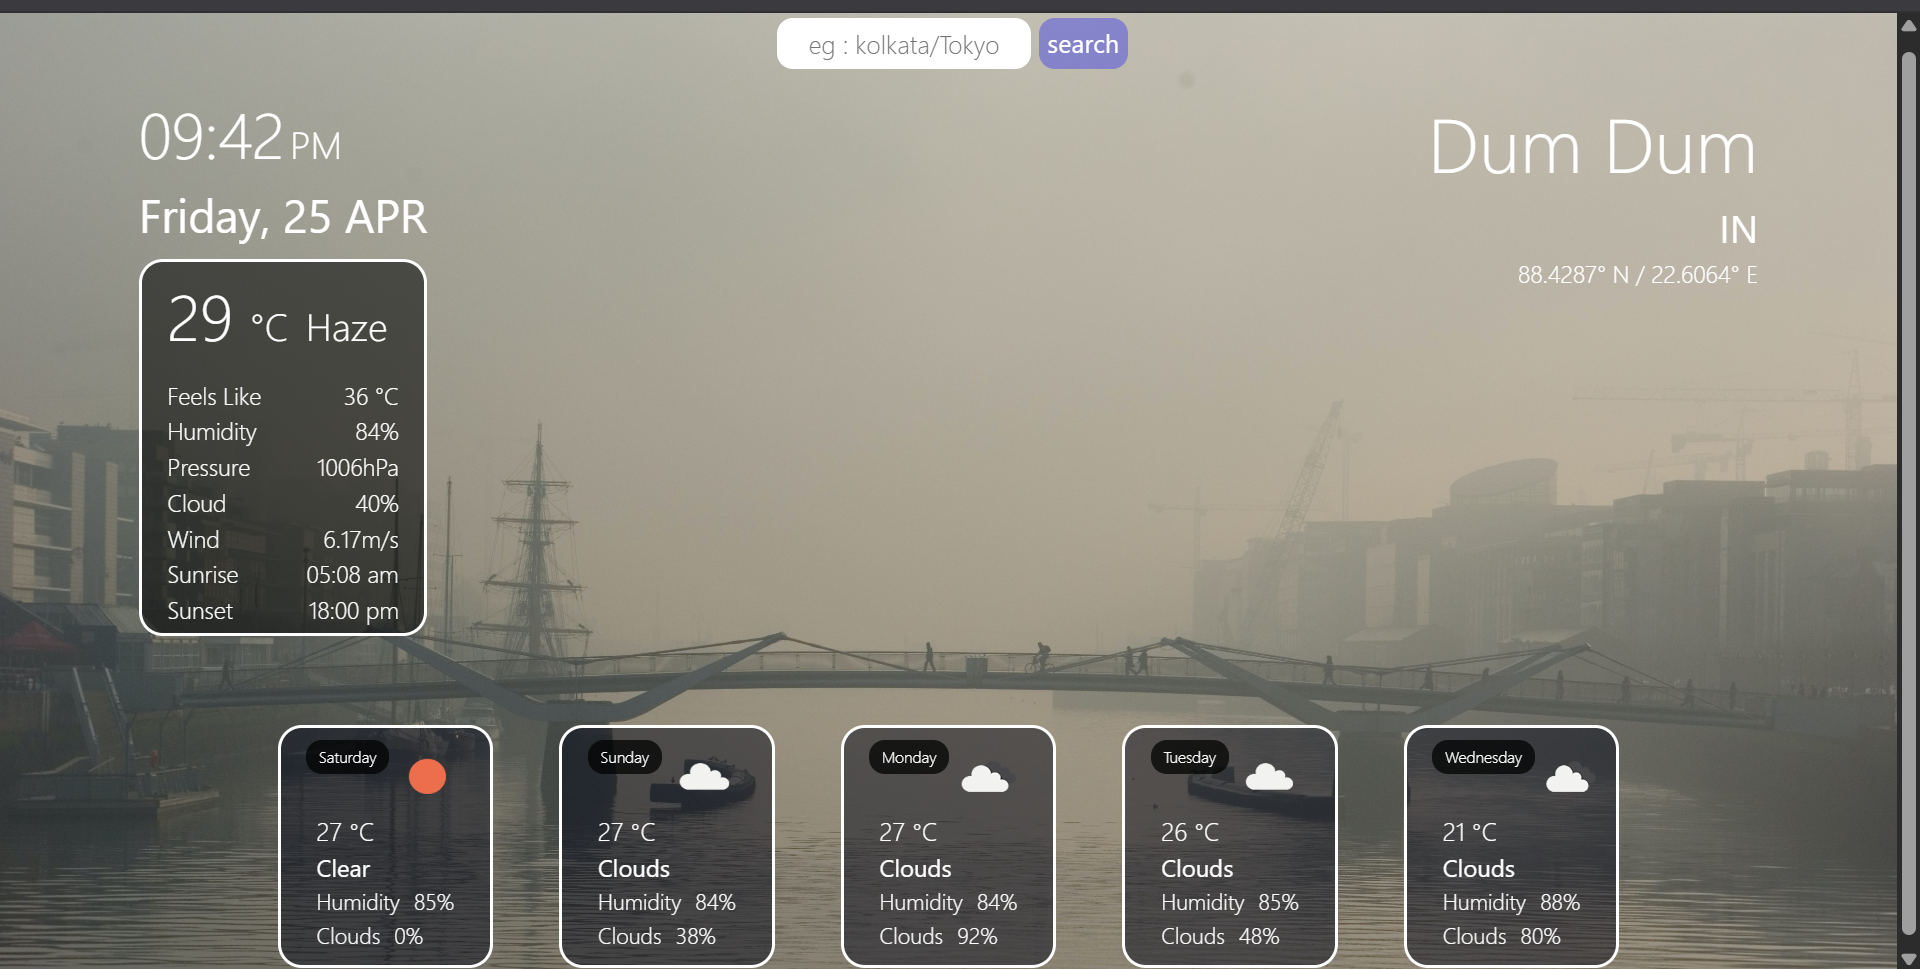 eg : kolkata/Tokyo search
09:42 PM
Friday, 25 APR
Dum Dum
IN
88.4287° N / 22.6064° E
29 °C Haze
Feels Like 36 °C
Humidity 84%
Pressure 1006hPa
Cloud 40%
Wind 6.17m/s
Sunrise 05:08 am
Sunset 18:00 pm
Saturday
27 °C
Clear
Humidity 85%
Clouds 0%
Sunday
27 °C
Clouds
Humidity 84%
Clouds 38%
Monday
27 °C
Clouds
Humidity 84%
Clouds 92%
Tuesday
26 °C
Clouds
Humidity 85%
Clouds 48%
Wednesday
21 °C
Clouds
Humidity 88%
Clouds 80%